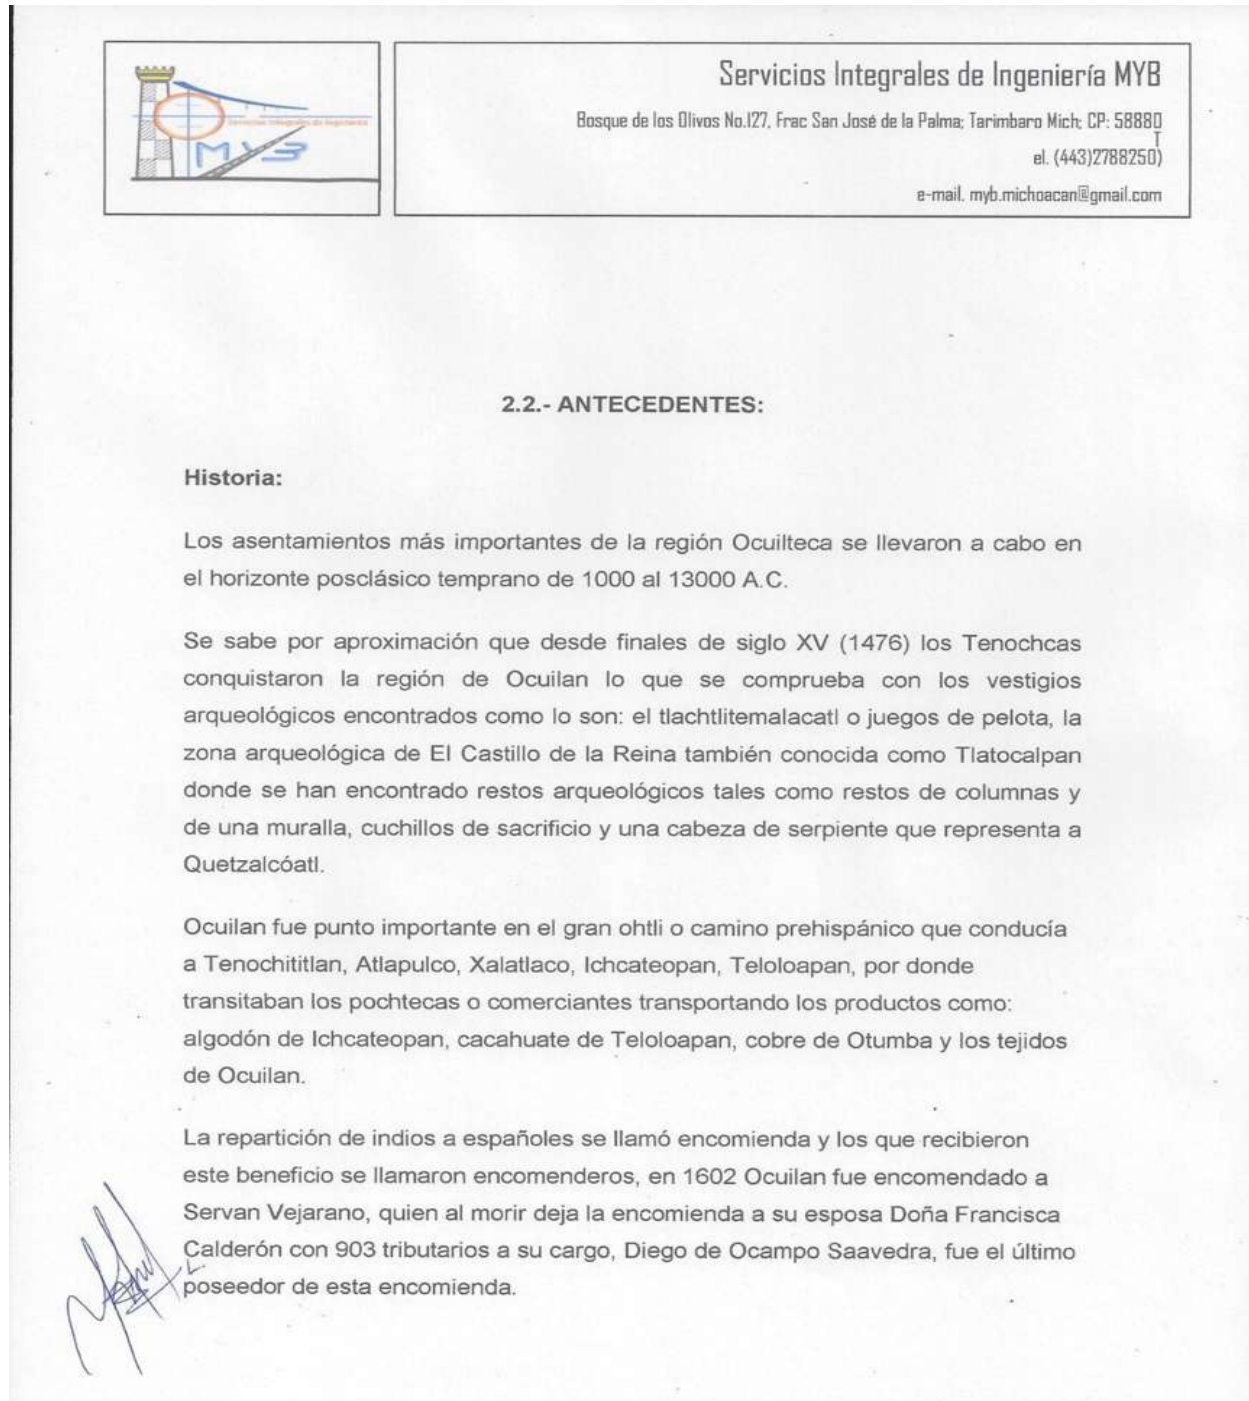 Servicios Integrales de Ingeniería MYB
Bosque de los Olivos No.127, Frac San José de la Palma; Tarimbaro Mich; CP: 58880
T
el. (443)2788250)
e-mail. myb.michoacan@gmail.com
Servicios Integrales de Ingeniería
MYB
2.2.- ANTECEDENTES:
Historia:
Los asentamientos más importantes de la región Ocuilteca se llevaron a cabo en
el horizonte posclásico temprano de 1000 al 13000 A.C.
Se sabe por aproximación que desde finales de siglo XV (1476) los Tenochcas
conquistaron la región de Ocuilan lo que se comprueba con los vestigios
arqueológicos encontrados como lo son: el tlachtlitemalacatl o juegos de pelota, la
zona arqueológica de El Castillo de la Reina también conocida como Tlatocalpan
donde se han encontrado restos arqueológicos tales como restos de columnas y
de una muralla, cuchillos de sacrificio y una cabeza de serpiente que representa a
Quetzalcóatl.
Ocuilan fue punto importante en el gran ohtli o camino prehispánico que conducía
a Tenochititlan, Atlapulco, Xalatlaco, Ichcateopan, Teloloapan, por donde
transitaban los pochtecas o comerciantes transportando los productos como:
algodón de Ichcateopan, cacahuate de Teloloapan, cobre de Otumba y los tejidos
de Ocuilan.
La repartición de indios a españoles se llamó encomienda y los que recibieron
este beneficio se llamaron encomenderos, en 1602 Ocuilan fue encomendado a
Servan Vejarano, quien al morir deja la encomienda a su esposa Doña Francisca
Calderón con 903 tributarios a su cargo, Diego de Ocampo Saavedra, fue el último
poseedor de esta encomienda.